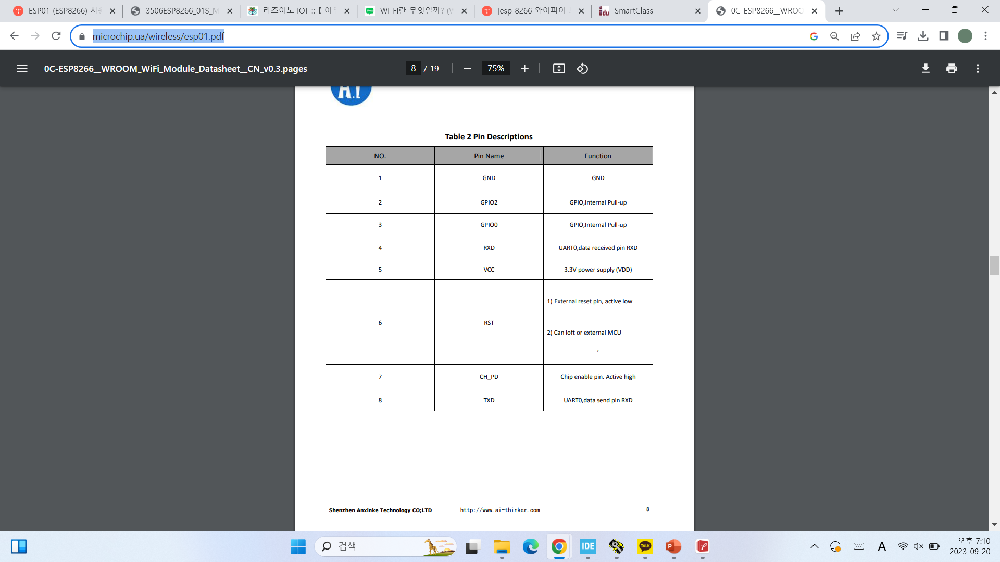 ESP01 (ESP8266) 사용
3506ESP8266_01S_M
라즈이노 iOT :: 【 아두
Wi-Fi란 무엇일까? (W
[esp 8266 와이파이
SmartClass
0C-ESP8266__WROC
microchip.ua/wireless/esp01.pdf
0C-ESP8266__WROOM_WiFi_Module_Datasheet__CN_v0.3.pages
8 / 19
75%
A.I
Table 2 Pin Descriptions
NO. Pin Name Function
1 GND GND
2 GPIO2 GPIO,Internal Pull-up
3 GPIO0 GPIO,Internal Pull-up
4 RXD UART0,data received pin RXD
5 VCC 3.3V power supply (VDD)
1) External reset pin, active low
6 RST
2) Can loft or external MCU
,
7 CH_PD Chip enable pin. Active high
8 TXD UART0,data send pin RXD
Shenzhen Anxinke Technology CO;LTD http://www.ai-thinker.com 8
검색
IDE
TALK
A
오후 7:10
2023-09-20